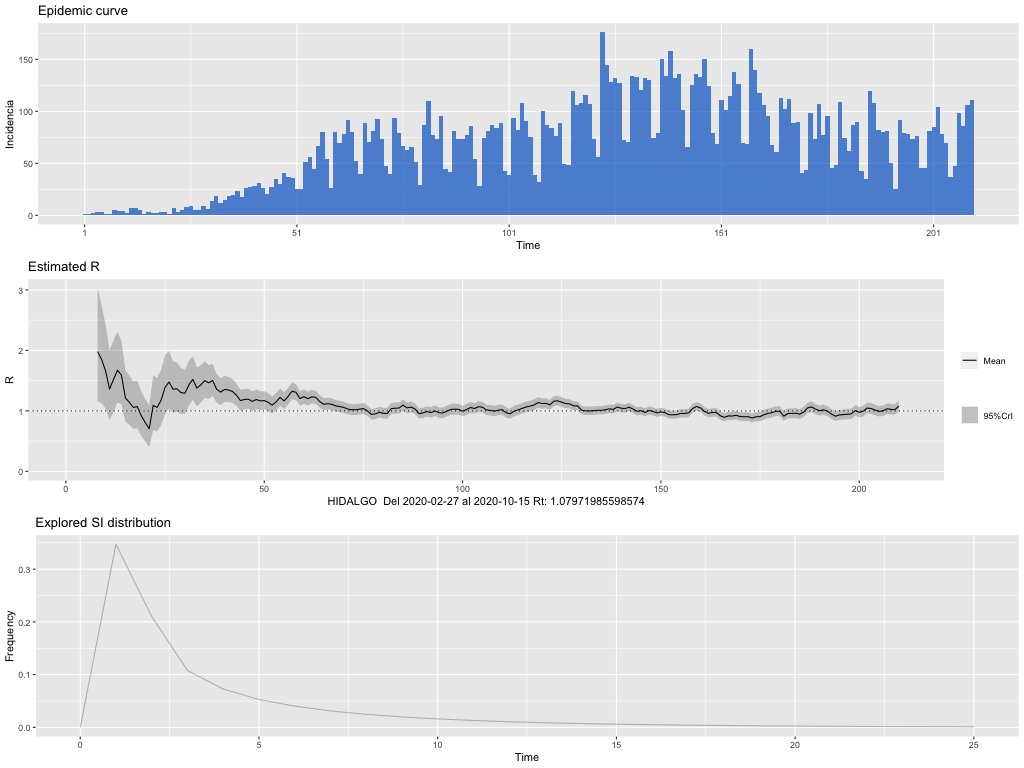 Epidemic curve
150
100
50
0
Incidencia
1 51 101 151 201
Time
Estimated R
3
2
1
0
R
0 50 100 150 200
HIDALGO Del 2020-02-27 al 2020-10-15 Rt: 1.07971985598574
Mean
95%CrI
Explored SI distribution
0.3
0.2
0.1
0.0
Frequency
0 5 10 15 20 25
Time